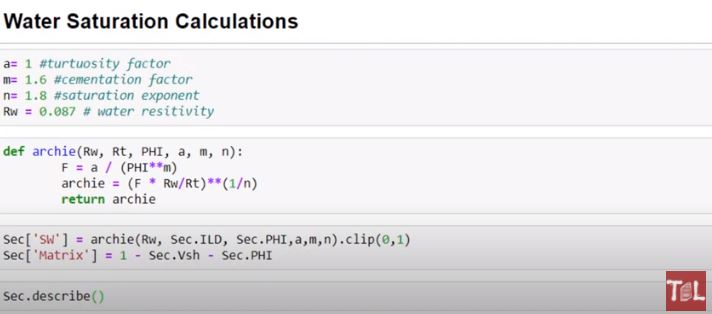 Water Saturation Calculations
a= 1 #turtuosity factor
m= 1.6 #cementation factor
n= 1.8 #saturation exponent
Rw = 0.087 # water resitivity
def archie(Rw, Rt, PHI, a, m, n):
        F = a / (PHI**m)
        archie = (F * Rw/Rt)**(1/n)
        return archie
Sec['SW'] = archie(Rw, Sec.ILD, Sec.PHI,a,m,n).clip(0,1)
Sec['Matrix'] = 1 - Sec.Vsh - Sec.PHI
Sec.describe()